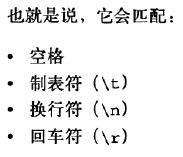 也就是说，它会匹配：
• 空格
• 制表符（\t）
• 换行符（\n）
• 回车符（\r）